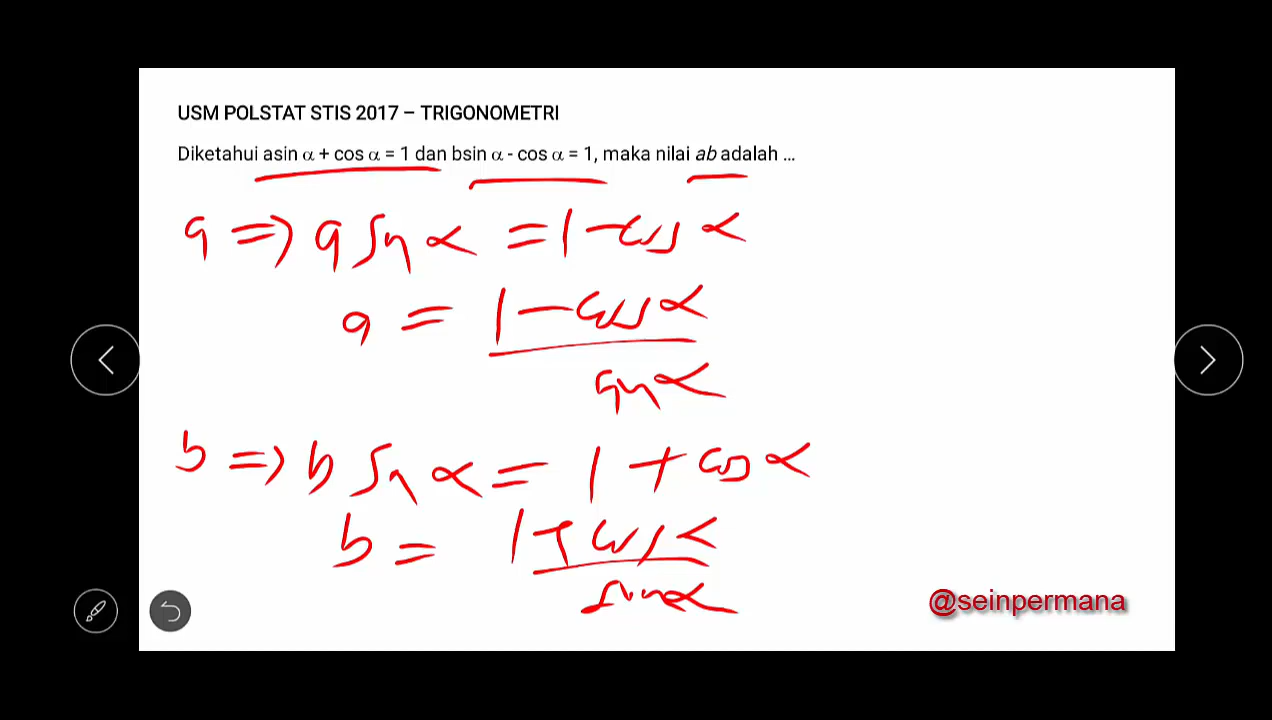 USM POLSTAT STIS 2017 – TRIGONOMETRI
Diketahui asin α + cos α = 1 dan bsin α - cos α = 1, maka nilai ab adalah ...
a => a sin α = 1 - cos α
a = 1 - cos α
sin α
b => b sin α = 1 + cos α
b = 1 + cos α
sin α
@seinpermana